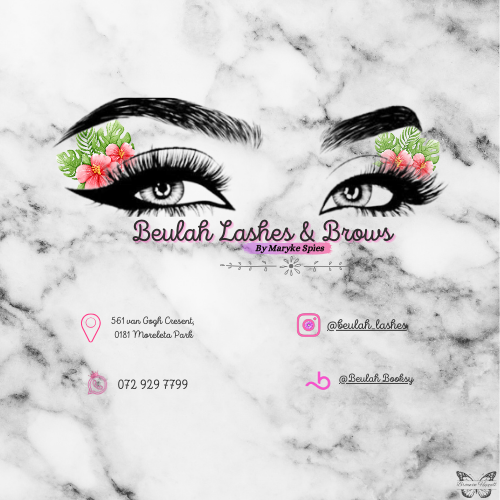 Beulah Lashes & Brows
By Maryke Spies
561 van Gogh Cresent,
0181 Moreleta Park
@beulah_lashes
072 929 7799
@Beulah Booksy